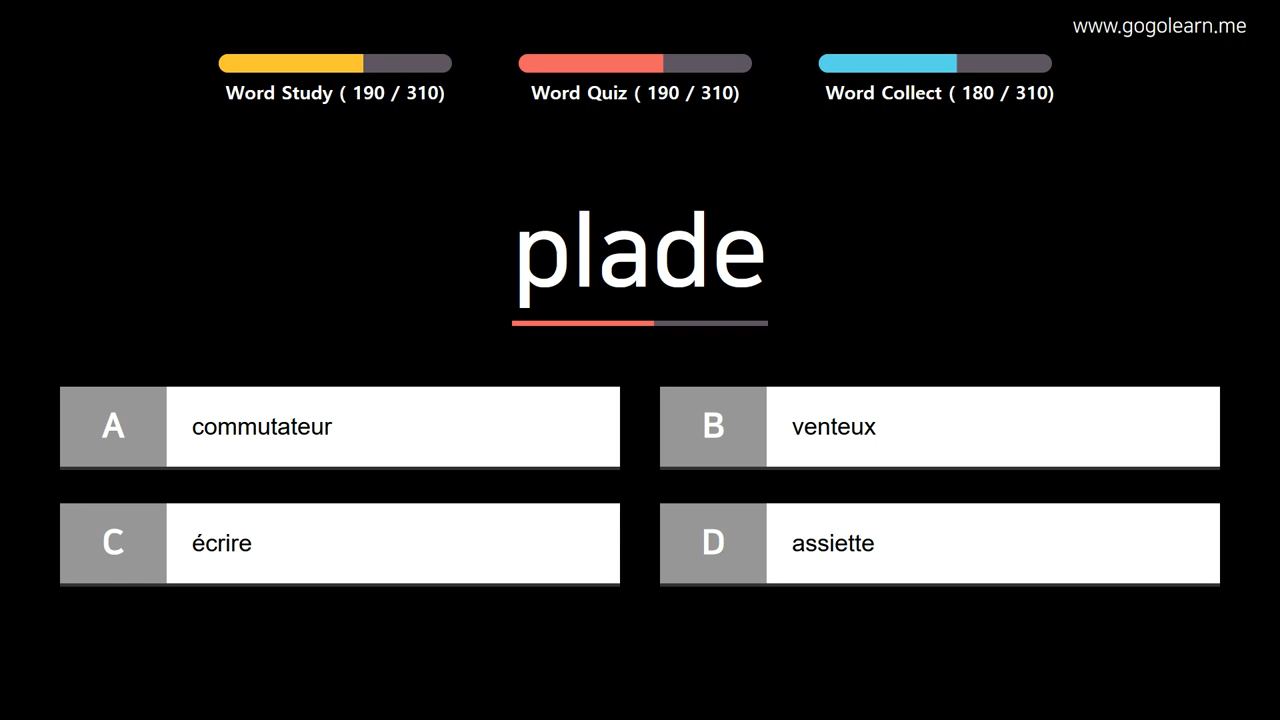 www.gogolearn.me
Word Study ( 190 / 310)
Word Quiz ( 190 / 310)
Word Collect ( 180 / 310)
plade
A commutateur
B venteux
C écrire
D assiette